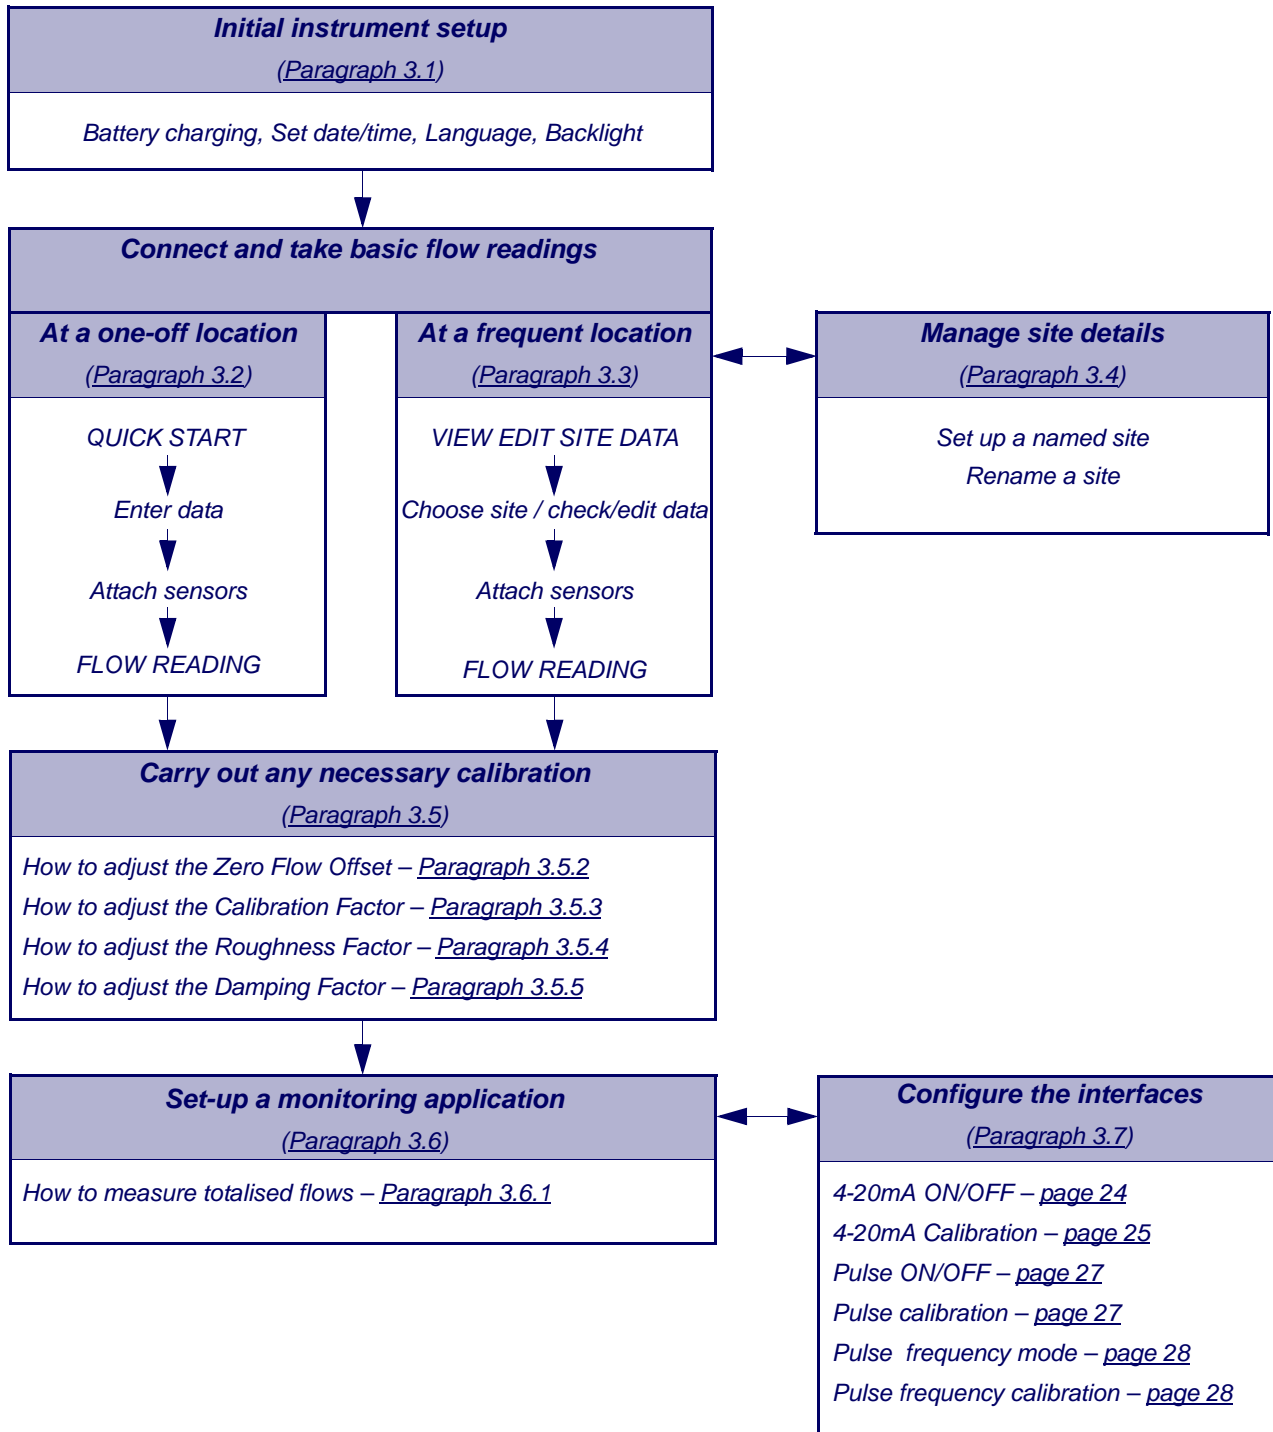 Initial instrument setup
(Paragraph 3.1)
Battery charging, Set date/time, Language, Backlight
Connect and take basic flow readings
At a one-off location
(Paragraph 3.2)
QUICK START
Enter data
Attach sensors
FLOW READING
At a frequent location
(Paragraph 3.3)
VIEW EDIT SITE DATA
Choose site / check/edit data
Attach sensors
FLOW READING
Manage site details
(Paragraph 3.4)
Set up a named site
Rename a site
Carry out any necessary calibration
(Paragraph 3.5)
How to adjust the Zero Flow Offset – Paragraph 3.5.2
How to adjust the Calibration Factor – Paragraph 3.5.3
How to adjust the Roughness Factor – Paragraph 3.5.4
How to adjust the Damping Factor – Paragraph 3.5.5
Set-up a monitoring application
(Paragraph 3.6)
How to measure totalised flows – Paragraph 3.6.1
Configure the interfaces
(Paragraph 3.7)
4-20mA ON/OFF – page 24
4-20mA Calibration – page 25
Pulse ON/OFF – page 27
Pulse calibration – page 27
Pulse frequency mode – page 28
Pulse frequency calibration – page 28